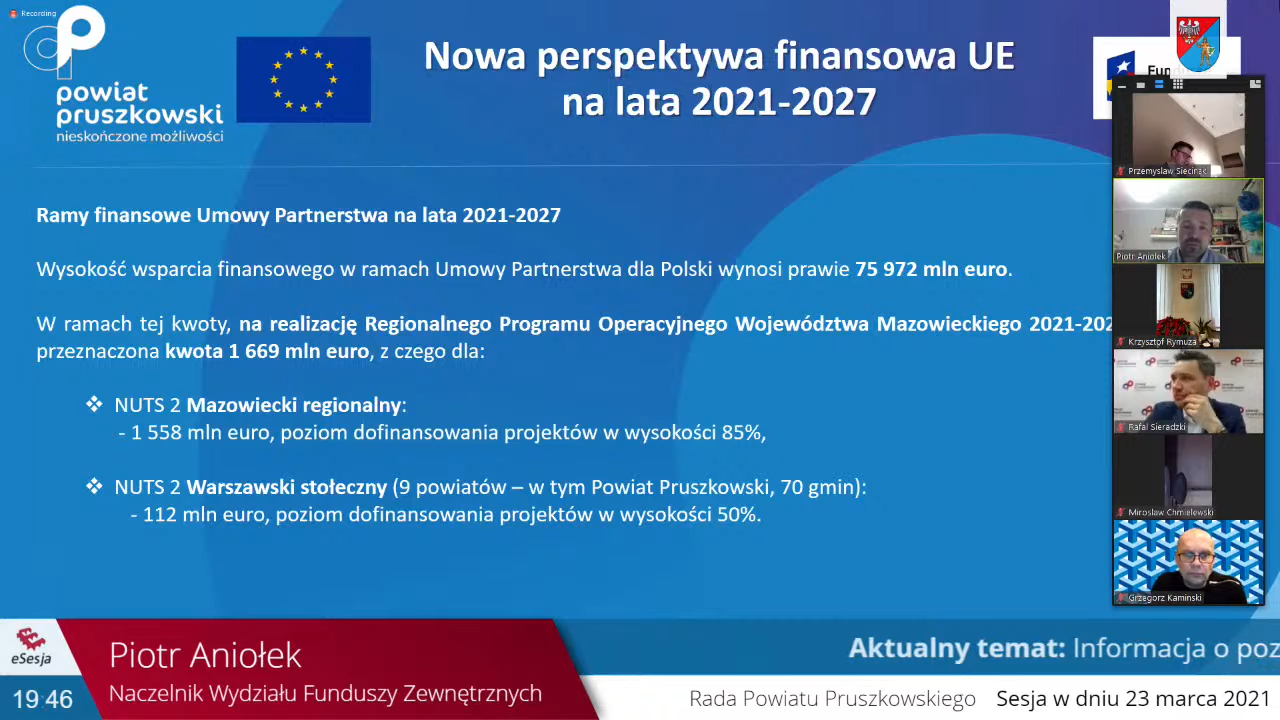 Recording
powiat
pruszkowski
nieskończone możliwości
Nowa perspektywa finansowa UE
na lata 2021-2027
Ramy finansowe Umowy Partnerstwa na lata 2021-2027
Wysokość wsparcia finansowego w ramach Umowy Partnerstwa dla Polski wynosi prawie 75 972 mln euro.
W ramach tej kwoty, na realizację Regionalnego Programu Operacyjnego Województwa Mazowieckiego 2021-202
przeznaczona kwota 1 669 mln euro, z czego dla:
❖ NUTS 2 Mazowiecki regionalny:
- 1 558 mln euro, poziom dofinansowania projektów w wysokości 85%,
❖ NUTS 2 Warszawski stołeczny (9 powiatów – w tym Powiat Pruszkowski, 70 gmin):
- 112 mln euro, poziom dofinansowania projektów w wysokości 50%.
Przemysław Siecinski
Piotr Aniołek
Krzysztof Rymuza
Rafał Sieradzki
Mirosław Chmielewski
Grzegorz Kamiński
eSesja
Piotr Aniołek
Naczelnik Wydziału Funduszy Zewnętrznych
Aktualny temat: Informacja o poz
19:46
Rada Powiatu Pruszkowskiego Sesja w dniu 23 marca 2021